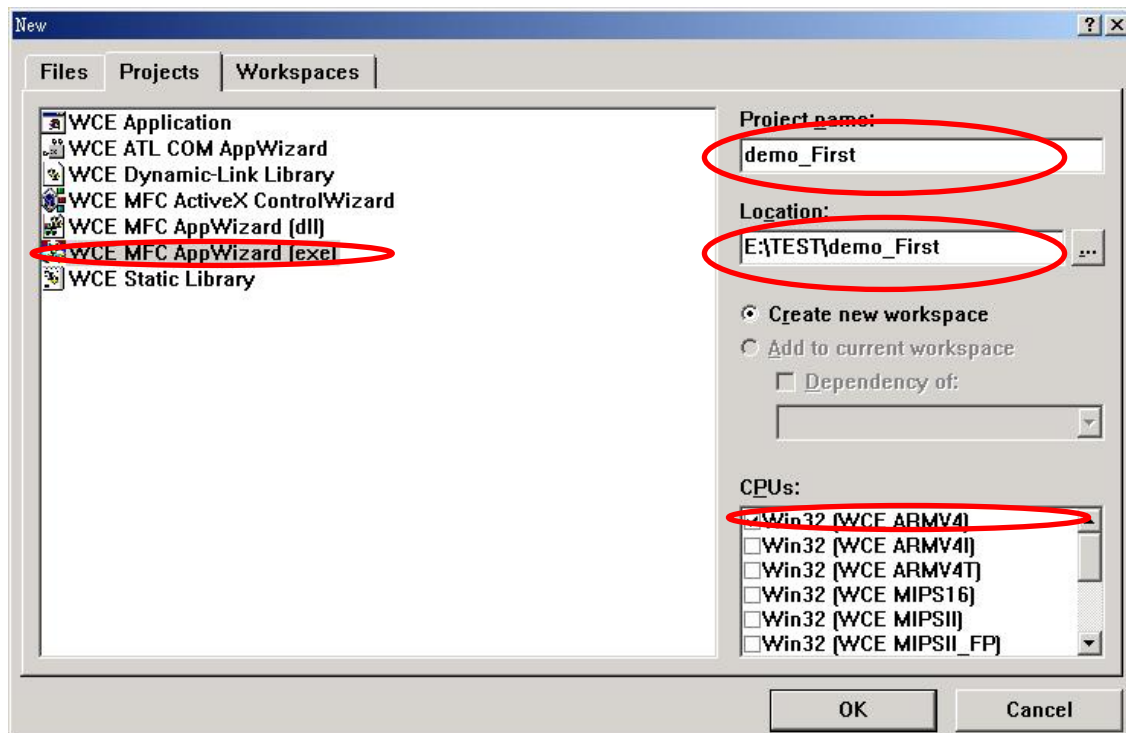 New
Files Projects Workspaces
WCE Application
WCE ATL COM AppWizard
WCE Dynamic-Link Library
WCE MFC ActiveX ControlWizard
WCE MFC AppWizard (dll)
WCE MFC AppWizard (exe)
WCE Static Library
Project name:
demo_First
Location:
E:\TEST\demo_First
...
Create new workspace
Add to current workspace
Dependency of:
CPUs:
Win32 (WCE ARMV4)
Win32 (WCE ARMV4I)
Win32 (WCE ARMV4T)
Win32 (WCE MIPS16)
Win32 (WCE MIPSII)
Win32 (WCE MIPSII_FP)
OK Cancel